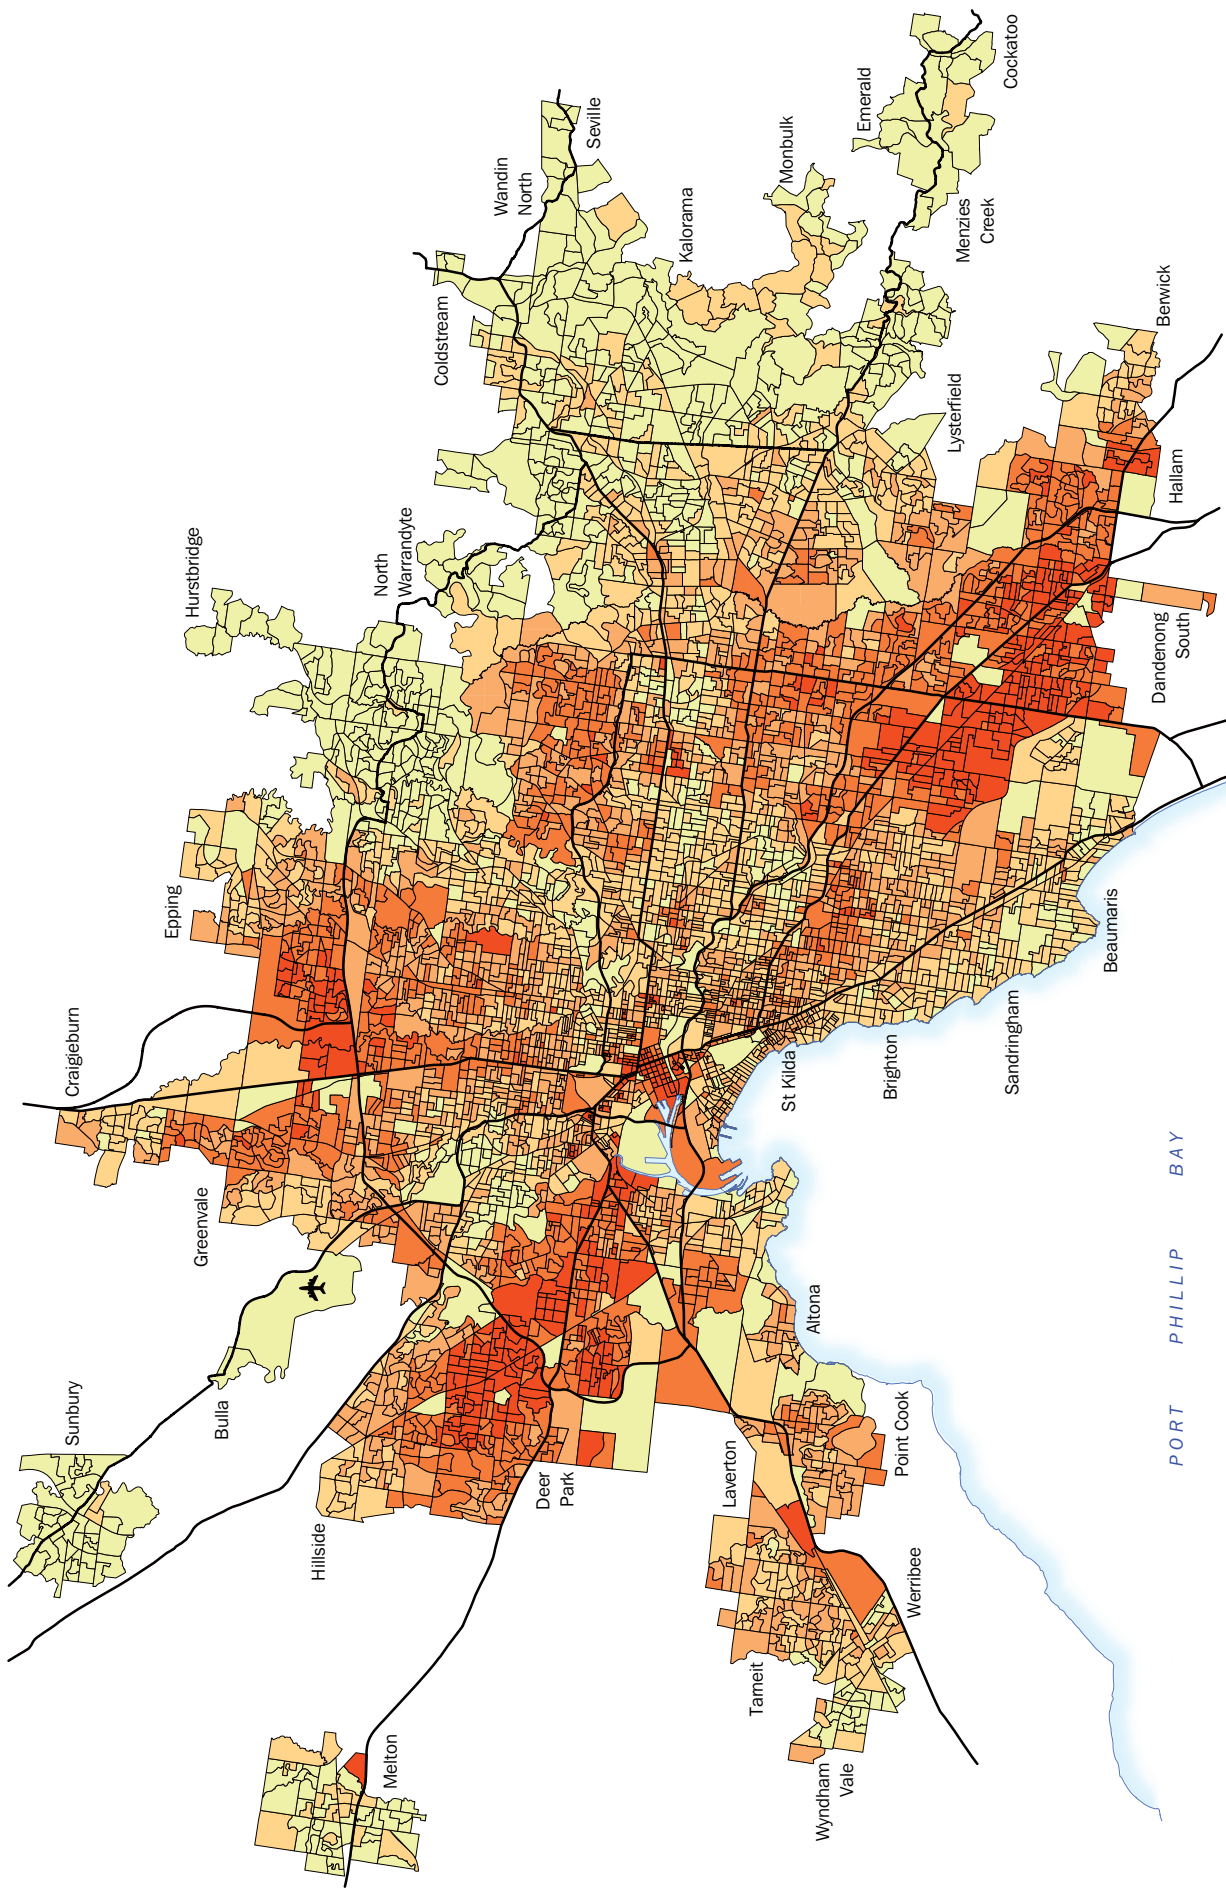 Sunbury
Craigieburn
Epping
Hurstbridge
Greenvale
Bulla
Hillside
North
Warrandyte
Melton
Coldstream
Wandin
North
Deer
Park
Seville
Kalorama
Laverton
Tarneit
Monbulk
St Kilda
Altona
Wyndham
Vale
Emerald
Brighton
Point Cook
Werribee
Lysterfield
Menzies
Creek
Cockatoo
Sandringham
Beaumaris
Dandenong
South
Berwick
Hallam
PORT PHILLIP BAY